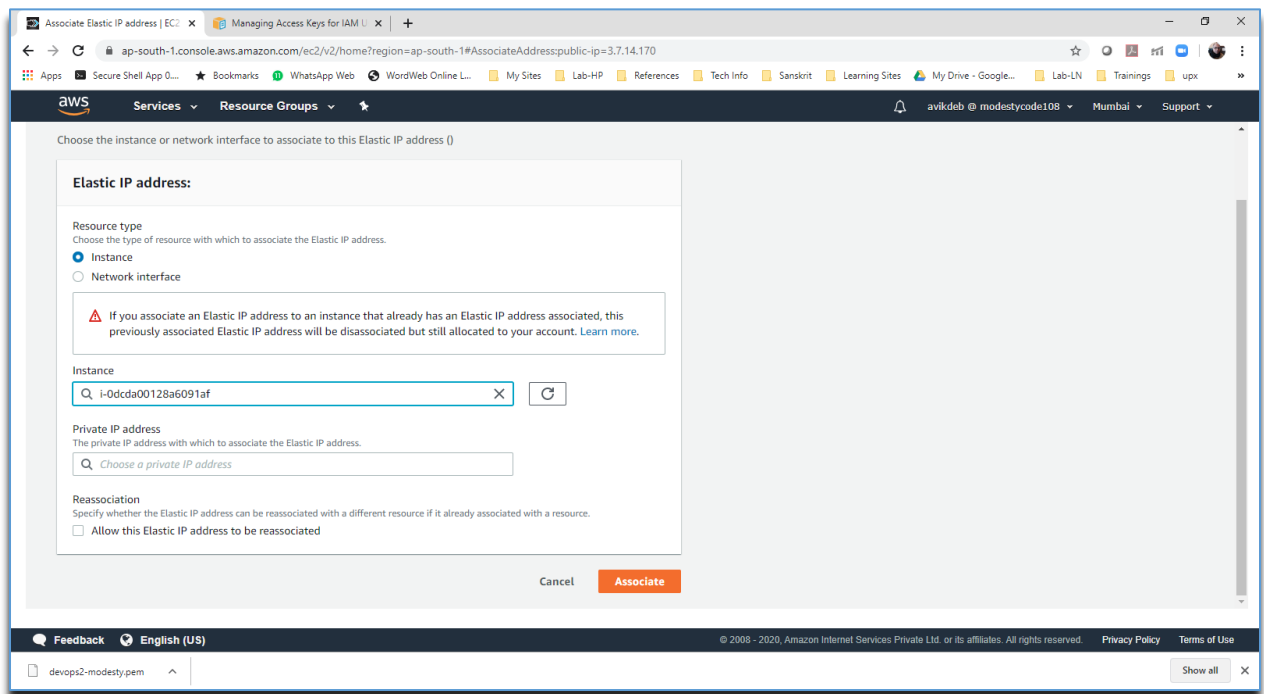 Associate Elastic IP address | EC2
Managing Access Keys for IAM U
ap-south-1.console.aws.amazon.com/ec2/v2/home?region=ap-south-1#AssociateAddress:public-ip=3.7.14.170
Apps Secure Shell App 0.... Bookmarks WhatsApp Web WordWeb Online L... My Sites Lab-HP References Tech Info Sanskrit Learning Sites My Drive - Google... Lab-LN Trainings upx »
aws Services Resource Groups avikdeb @ modestycode108 Mumbai Support
Choose the instance or network interface to associate to this Elastic IP address ()
Elastic IP address:
Resource type
Choose the type of resource with which to associate the Elastic IP address.
Instance
Network interface
If you associate an Elastic IP address to an instance that already has an Elastic IP address associated, this
previously associated Elastic IP address will be disassociated but still allocated to your account. Learn more.
Instance
i-0dcda00128a6091af
Private IP address
The private IP address with which to associate the Elastic IP address.
Choose a private IP address
Reassociation
Specify whether the Elastic IP address can be reassociated with a different resource if it already associated with a resource.
Allow this Elastic IP address to be reassociated
Cancel Associate
Feedback English (US) © 2008 - 2020, Amazon Internet Services Private Ltd. or its affiliates. All rights reserved. Privacy Policy Terms of Use
devops2-modesty.pem Show all